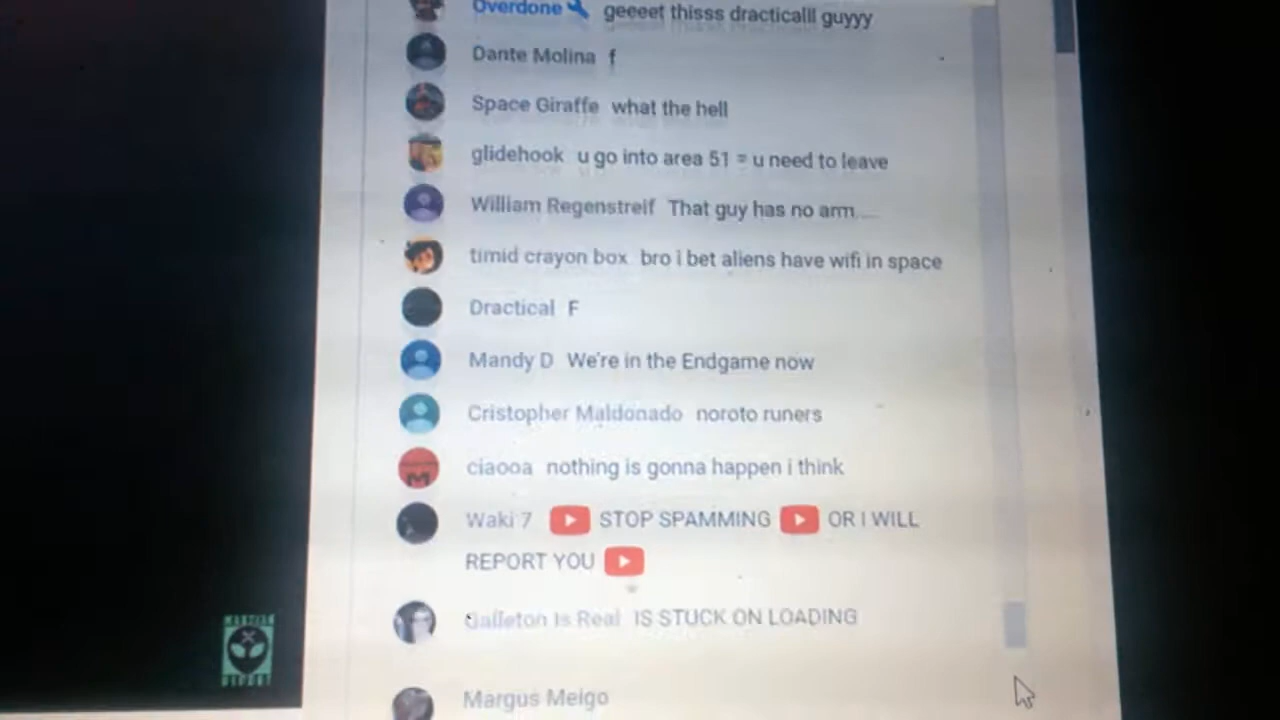 Overdone geeeet thisss dracticalll guyyy
Dante Molina f
Space Giraffe what the hell
glidehook u go into area 51 = u need to leave
William Regenstreif That guy has no arm....
timid crayon box bro i bet aliens have wifi in space
Dractical F
Mandy D We're in the Endgame now
Cristopher Maldonado noroto runers
ciaooa nothing is gonna happen i think
Waki 7 STOP SPAMMING OR I WILL
REPORT YOU
Is Real IS STUCK ON LOADING
Margus Meigo